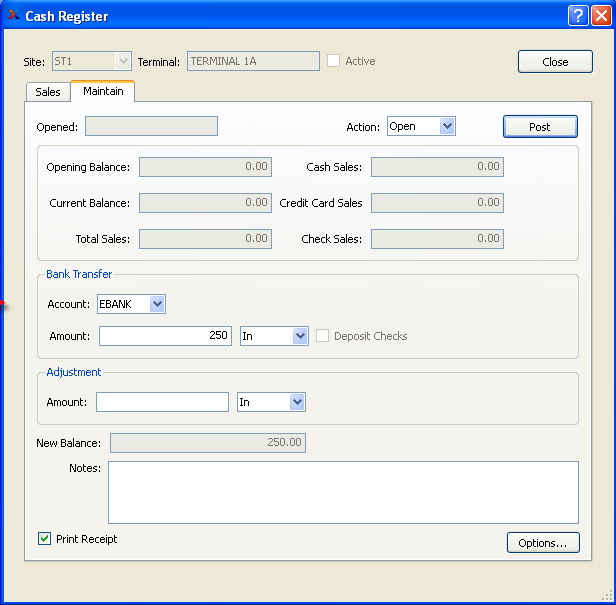 Cash Register
Site: ST1 Terminal: TERMINAL 1A Active Close
Sales Maintain
Opened: Action: Open Post
Opening Balance: 0.00 Cash Sales: 0.00
Current Balance: 0.00 Credit Card Sales 0.00
Total Sales: 0.00 Check Sales: 0.00
Bank Transfer
Account: EBANK
Amount: 250 In Deposit Checks
Adjustment
Amount: In
New Balance: 250.00
Notes:
Print Receipt Options...